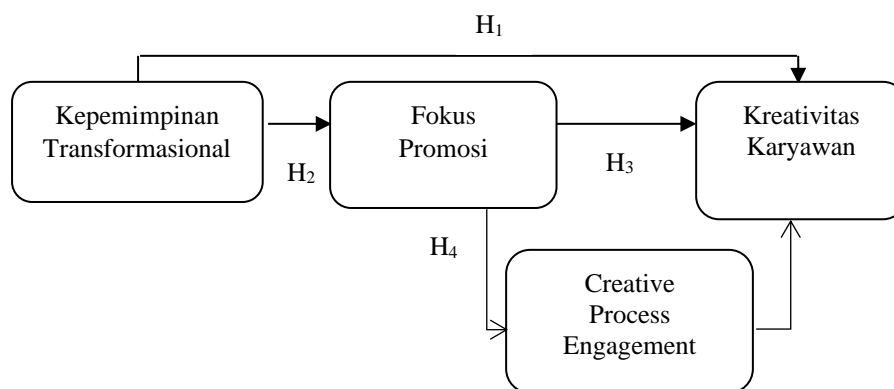 H₁
Kepemimpinan
Transformasional
Fokus
Promosi
Kreativitas
Karyawan
H₂
H₃
H₄
Creative
Process
Engagement